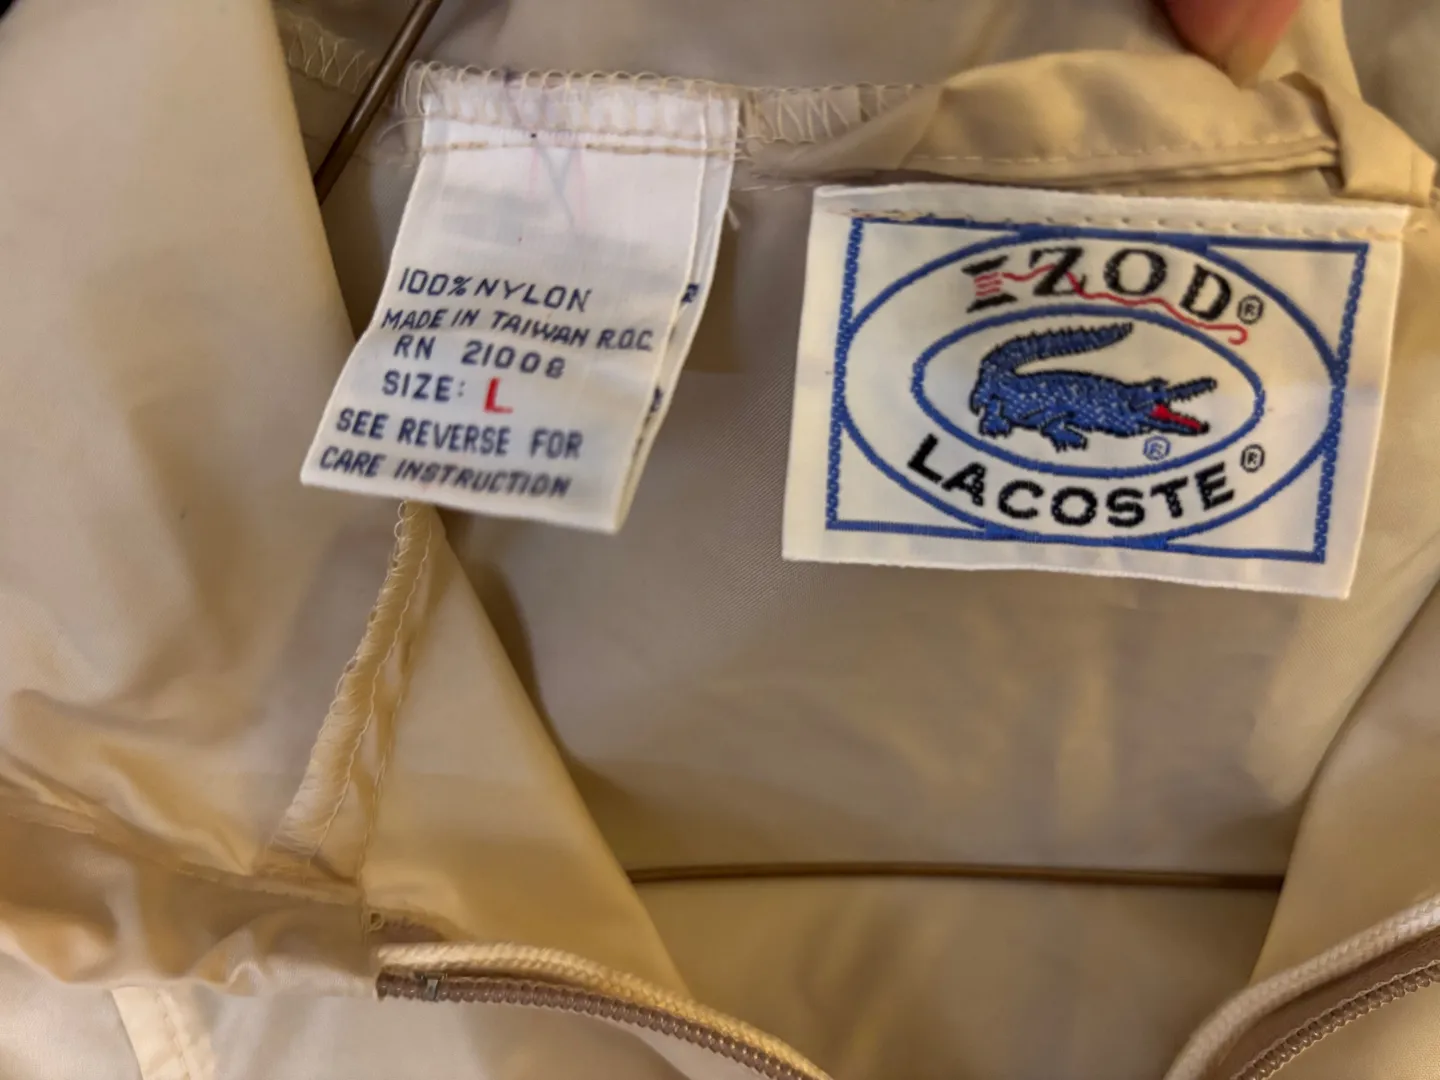 100% NYLON
MADE IN TAIWAN R.O.C.
RN 21008
SIZE: L
SEE REVERSE FOR
CARE INSTRUCTION
IZOD®
®
LACOSTE®